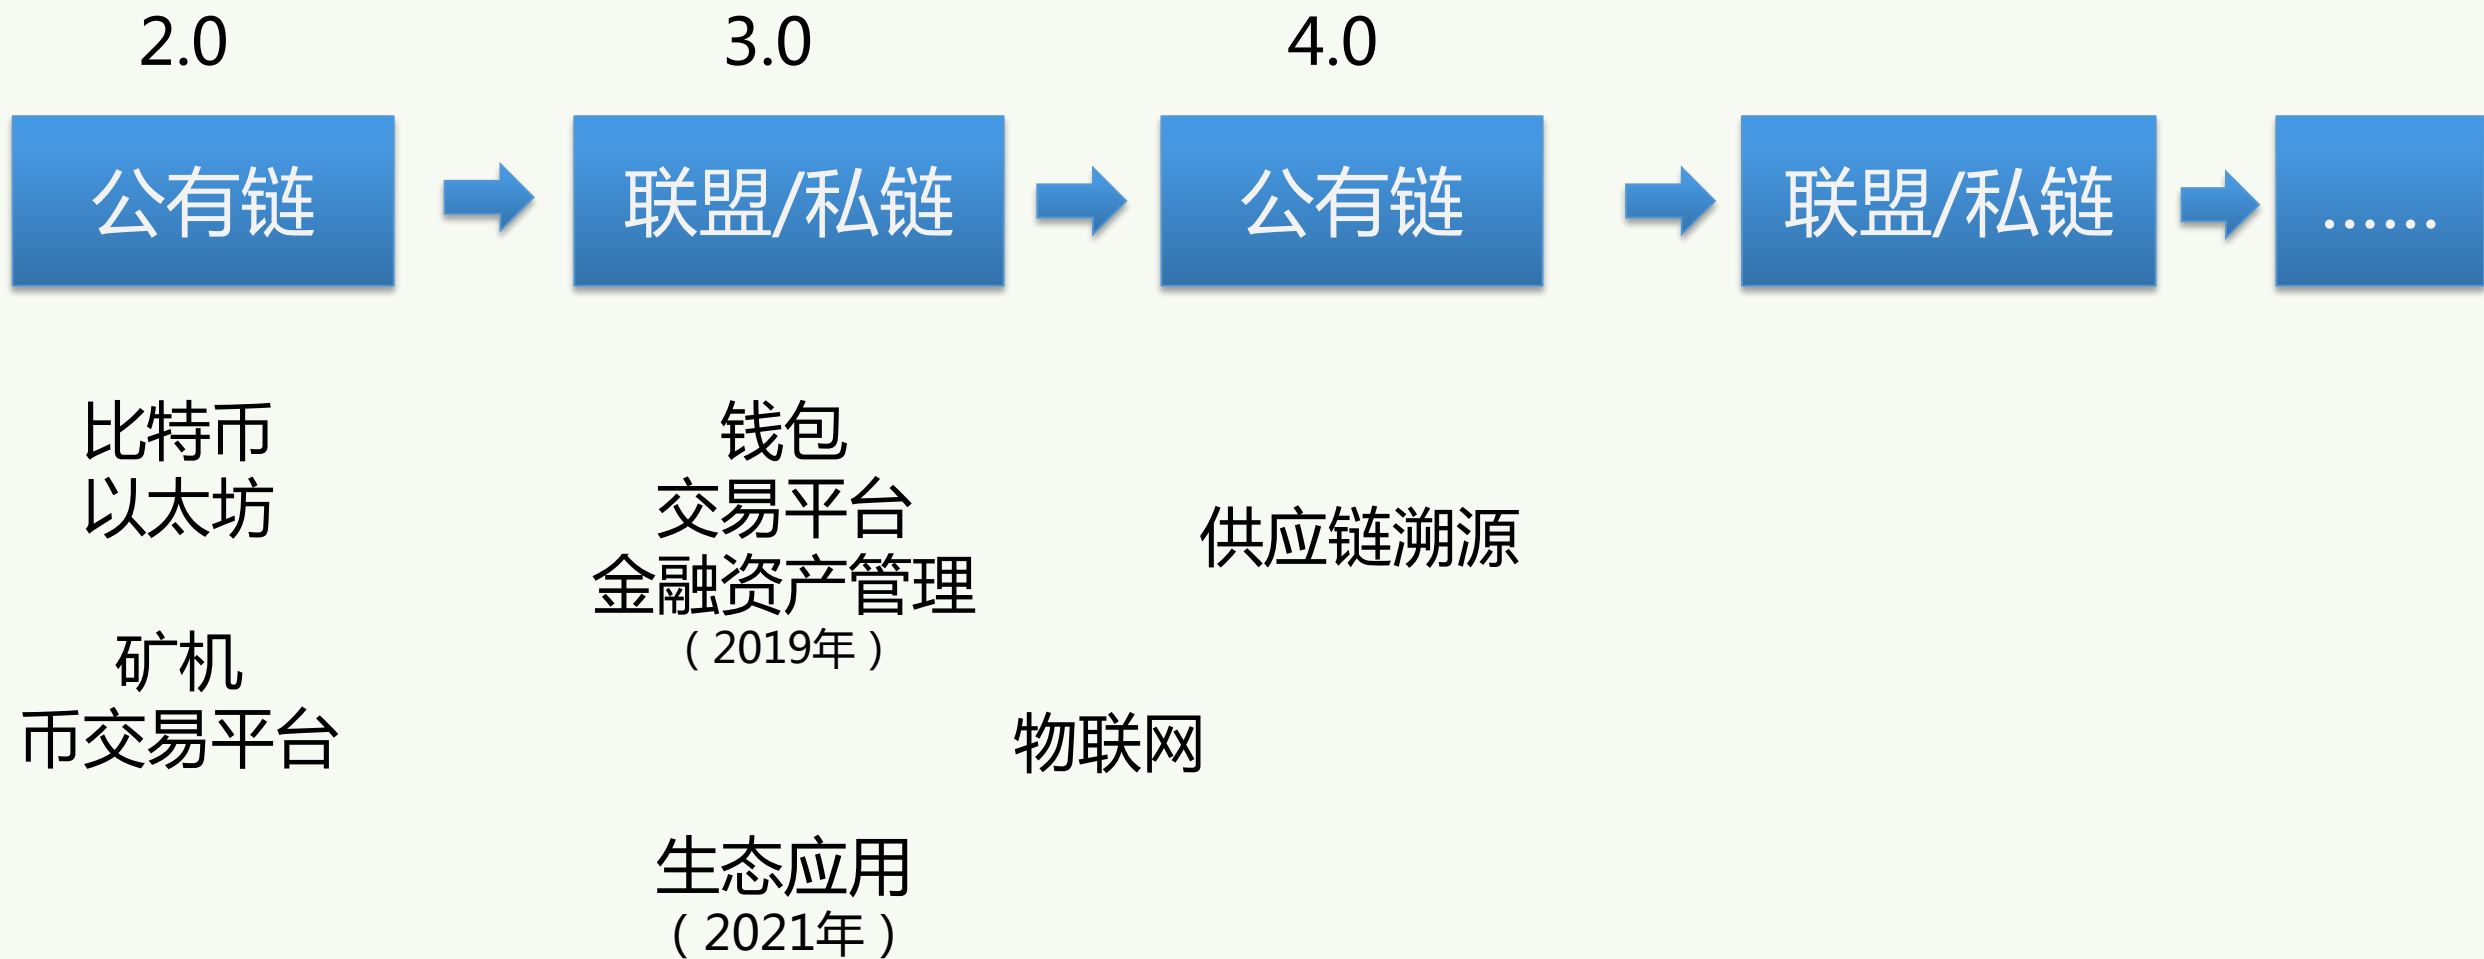 2.0
3.0
4.0
公有链
联盟/私链
公有链
联盟/私链
......
比特币
以太坊
矿机
币交易平台
钱包
交易平台
金融资产管理
（2019年）
供应链溯源
物联网
生态应用
（2021年）